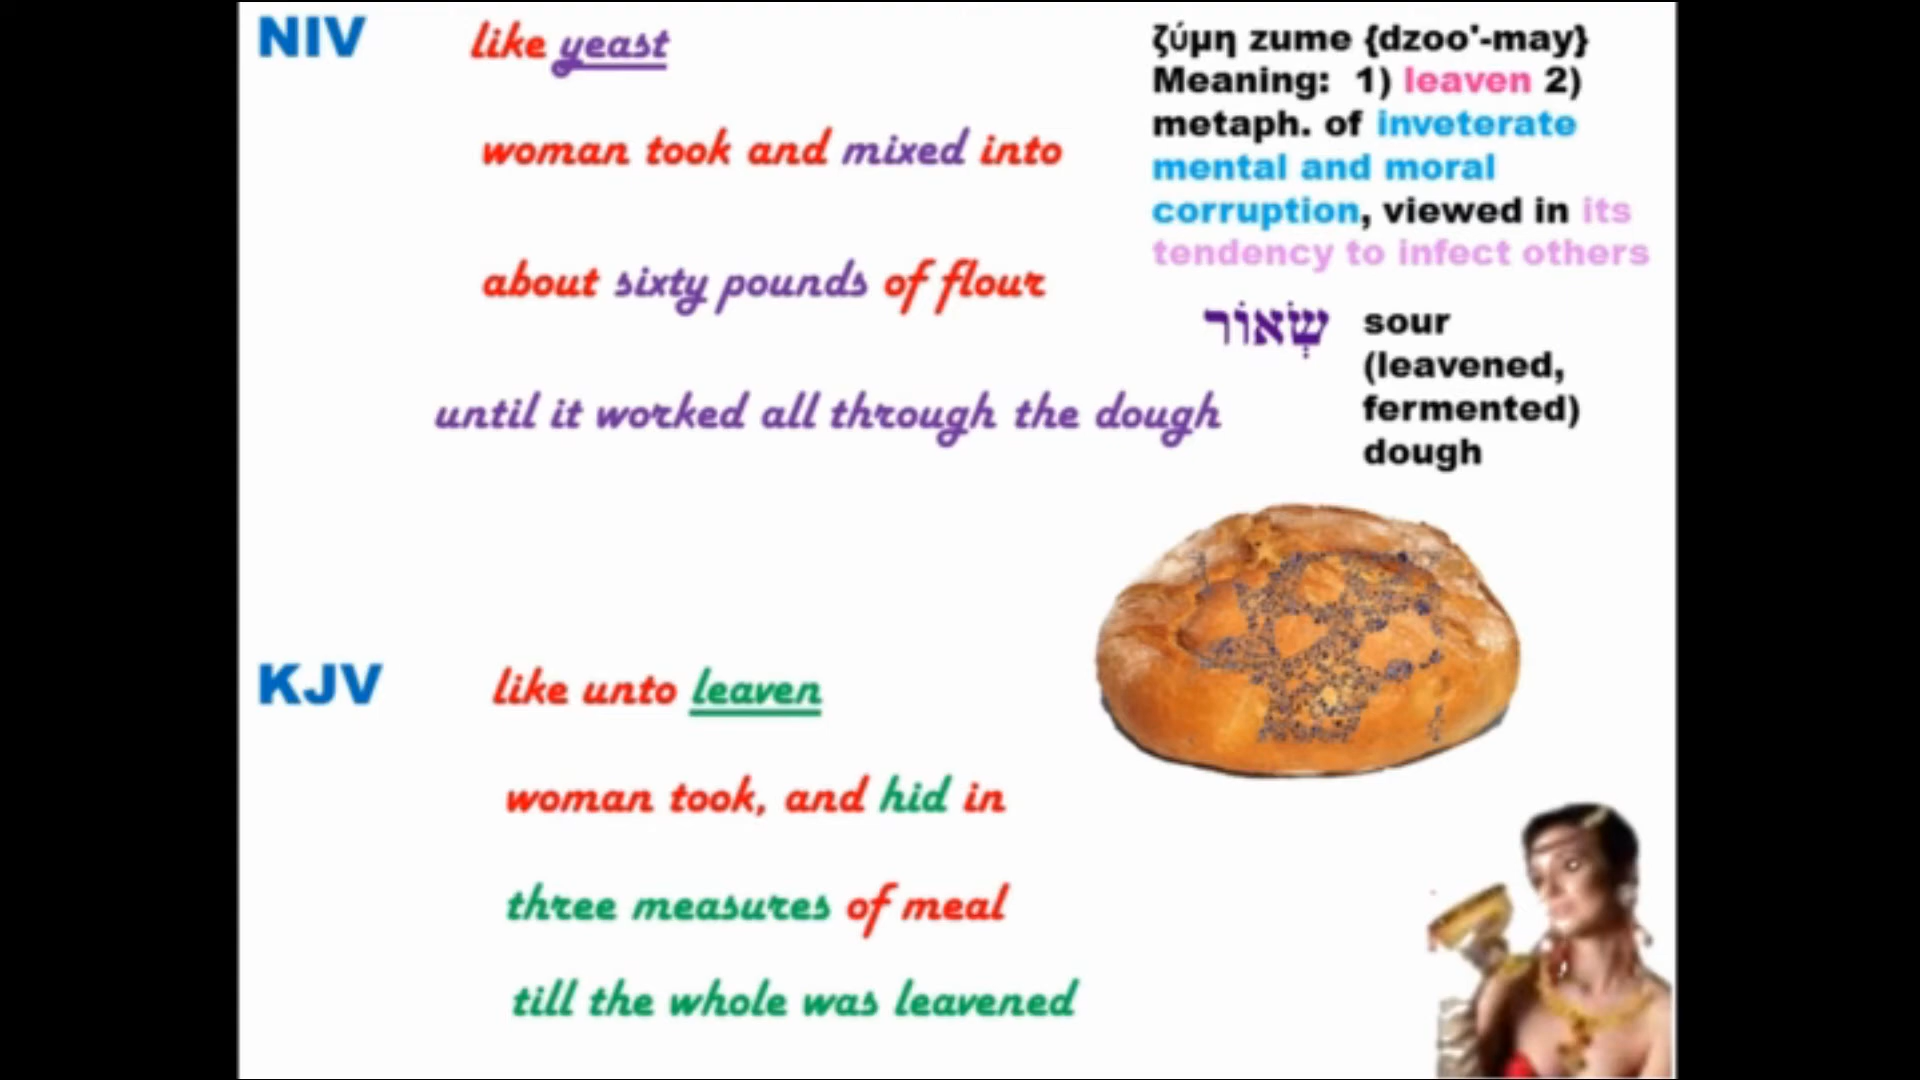 NIV
like yeast
woman took and mixed into
about sixty pounds of flour
until it worked all through the dough
ζύμη zume {dzoo'-may}
Meaning: 1) leaven 2)
metaph. of inveterate
mental and moral
corruption, viewed in its
tendency to infect others
שְׂאוֹר
sour
(leavened,
fermented)
dough
KJV
like unto leaven
woman took, and hid in
three measures of meal
till the whole was leavened